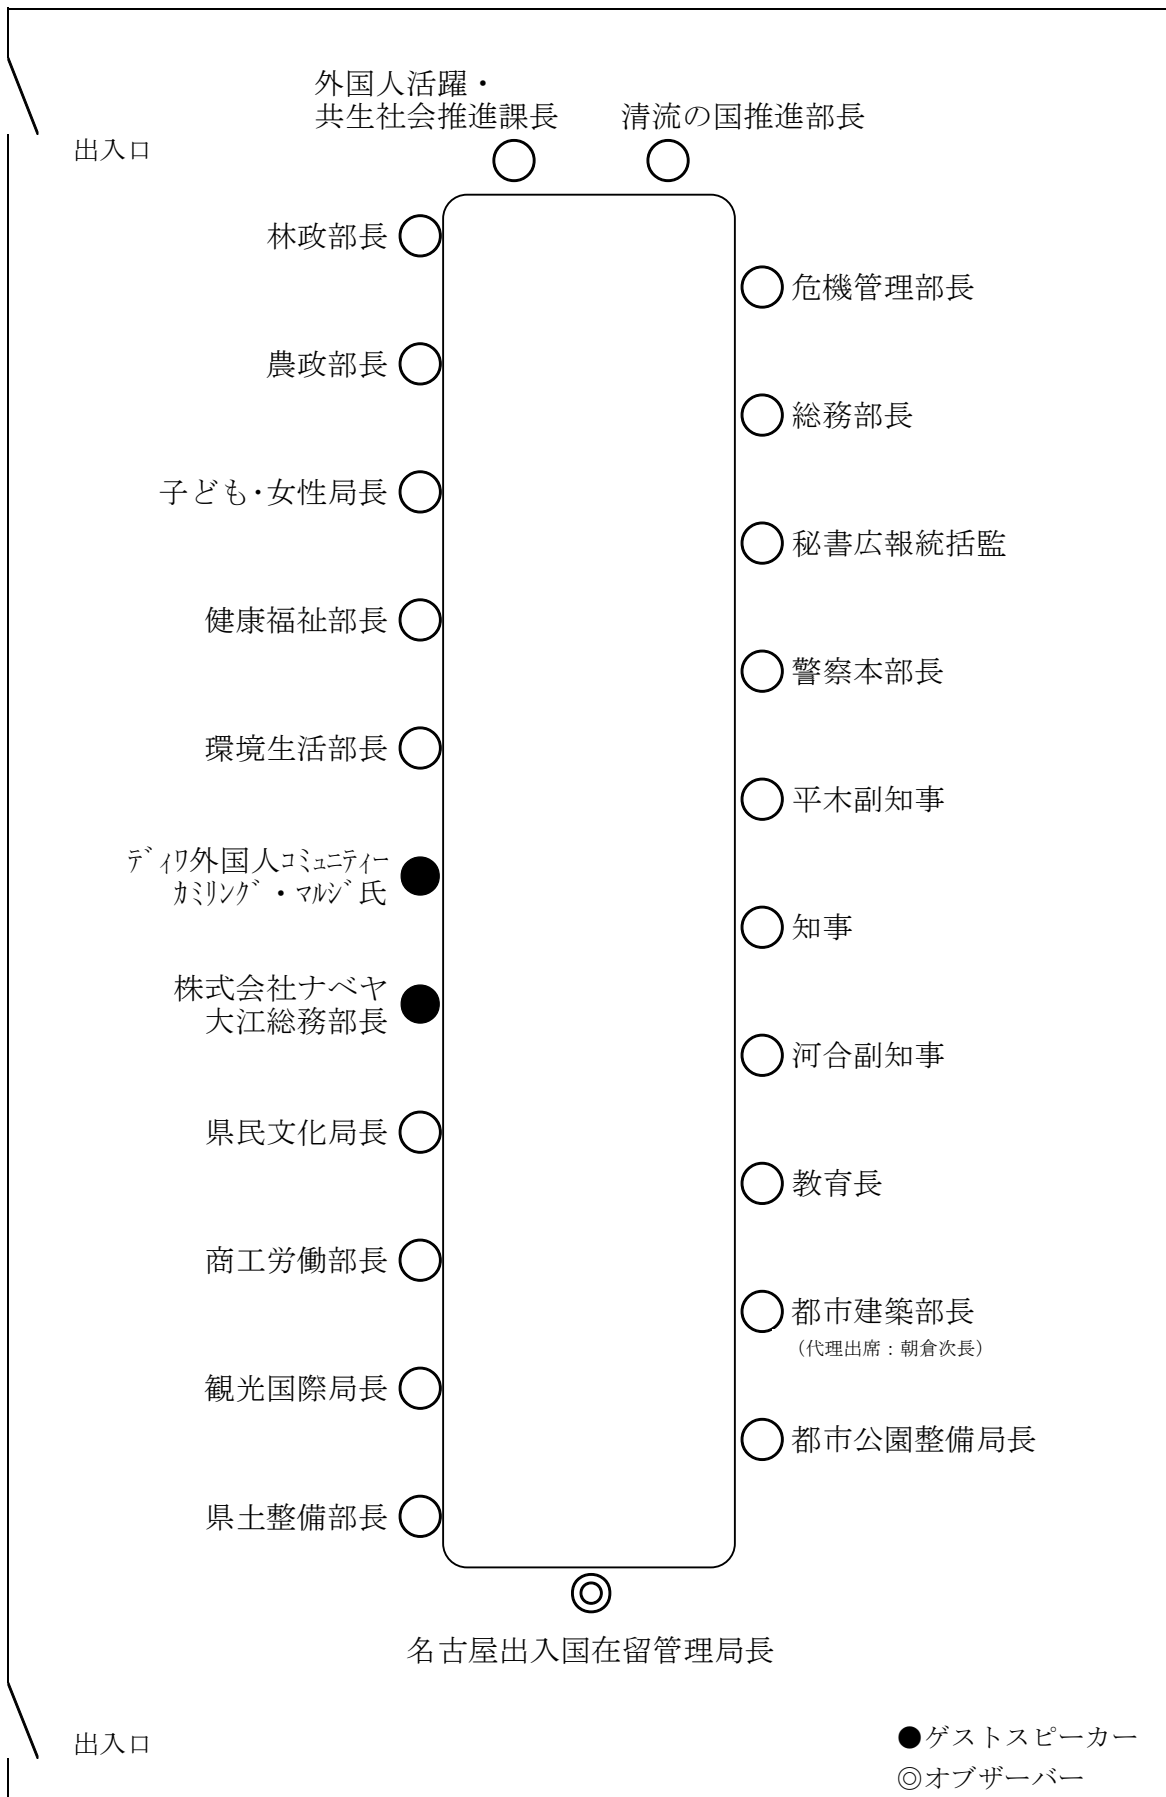 外国人活躍・
共生社会推進課長
清流の国推進部長
出入口
林政部長
危機管理部長
農政部長
総務部長
子ども・女性局長
秘書広報統括監
健康福祉部長
警察本部長
環境生活部長
平木副知事
ﾃﾞｨﾜ外国人ｺﾐｭﾆﾃｨｰ
ｶﾐﾘﾝｸﾞ・ﾏﾙｼﾞ氏
知事
株式会社ナベヤ
大江総務部長
河合副知事
県民文化局長
教育長
商工労働部長
都市建築部長
（代理出席：朝倉次長）
観光国際局長
都市公園整備局長
県土整備部長
名古屋出入国在留管理局長
出入口
●ゲストスピーカー
◎オブザーバー